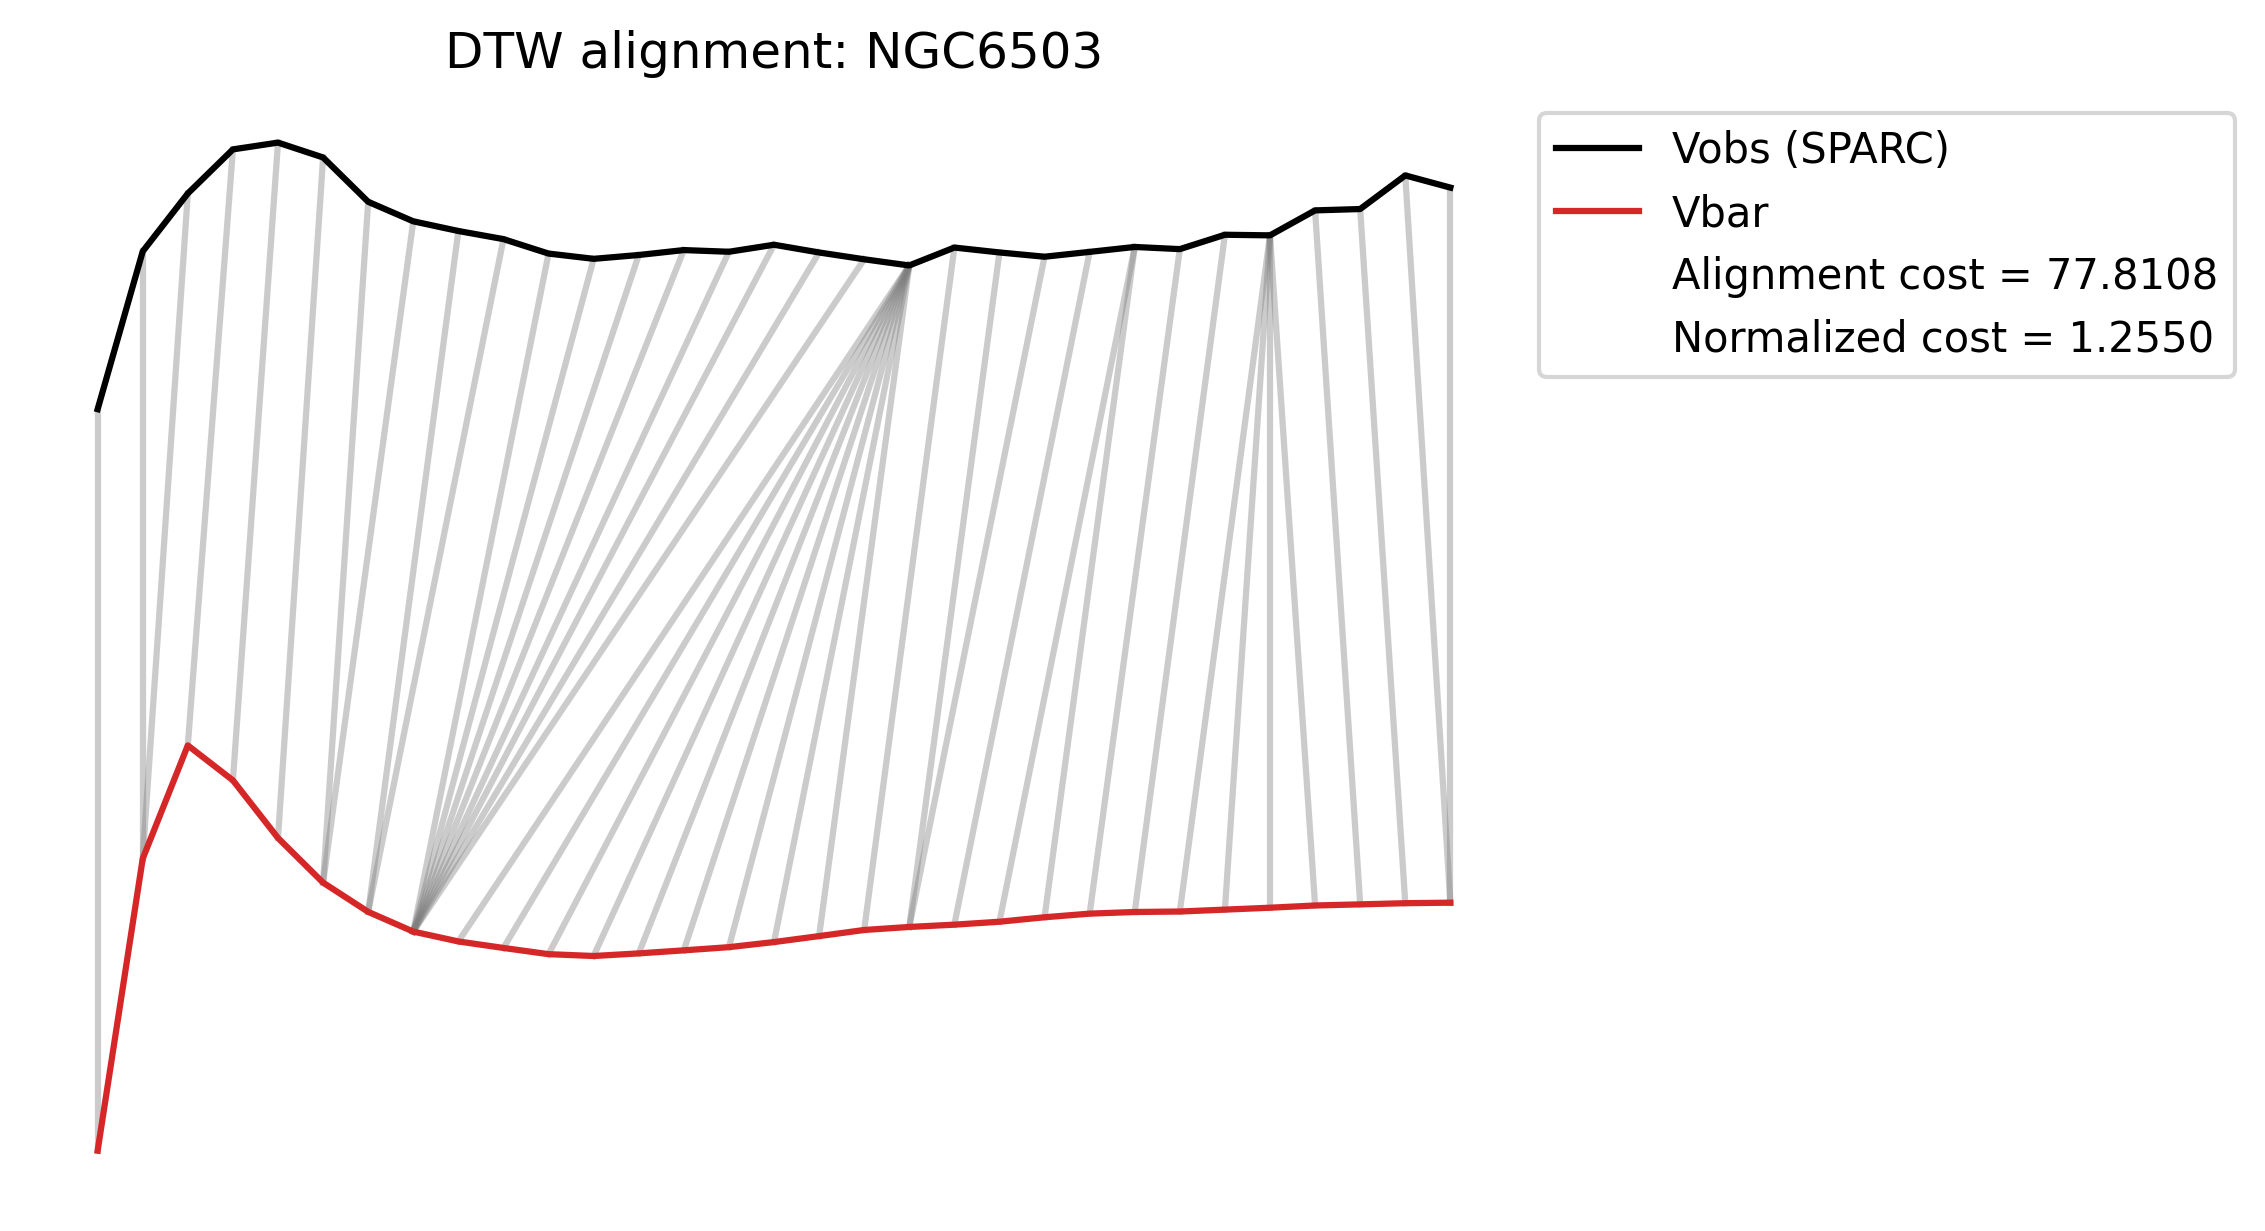 DTW alignment: NGC6503
Vobs (SPARC)
Vbar
Alignment cost = 77.8108
Normalized cost = 1.2550